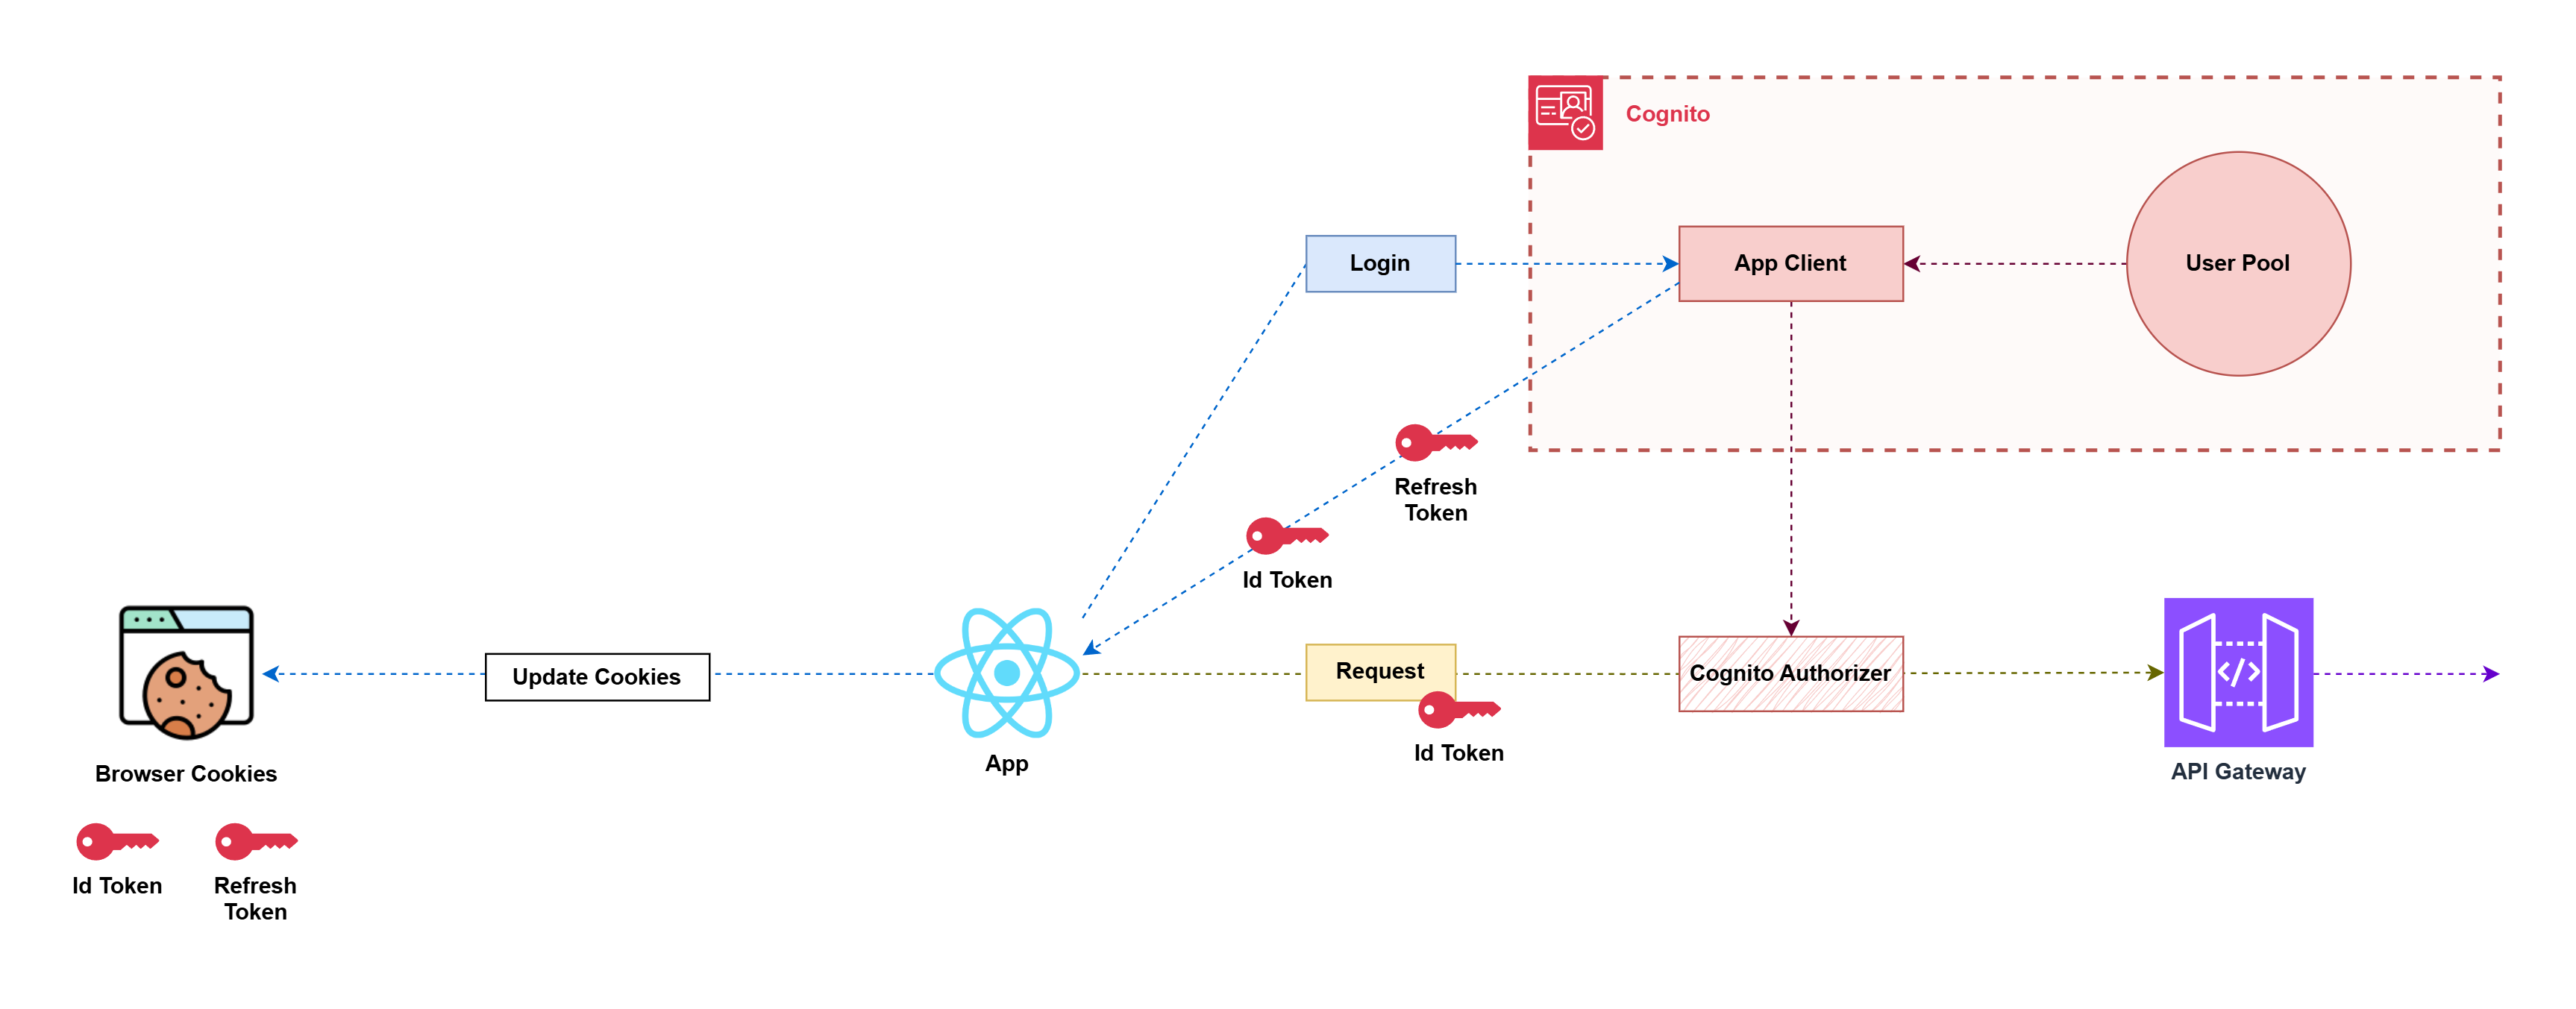 Cognito
Login
App Client
User Pool
Refresh
Token
Id Token
Update Cookies
Request
Cognito Authorizer
Id Token
App
API Gateway
Browser Cookies
Id Token
Refresh
Token